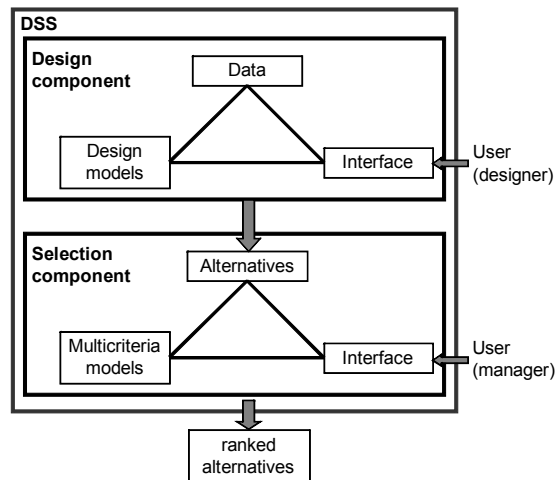 DSS
Design
component
Data
Design
models
Interface
User
(designer)
Selection
component
Alternatives
Multicriteria
models
Interface
User
(manager)
ranked
alternatives